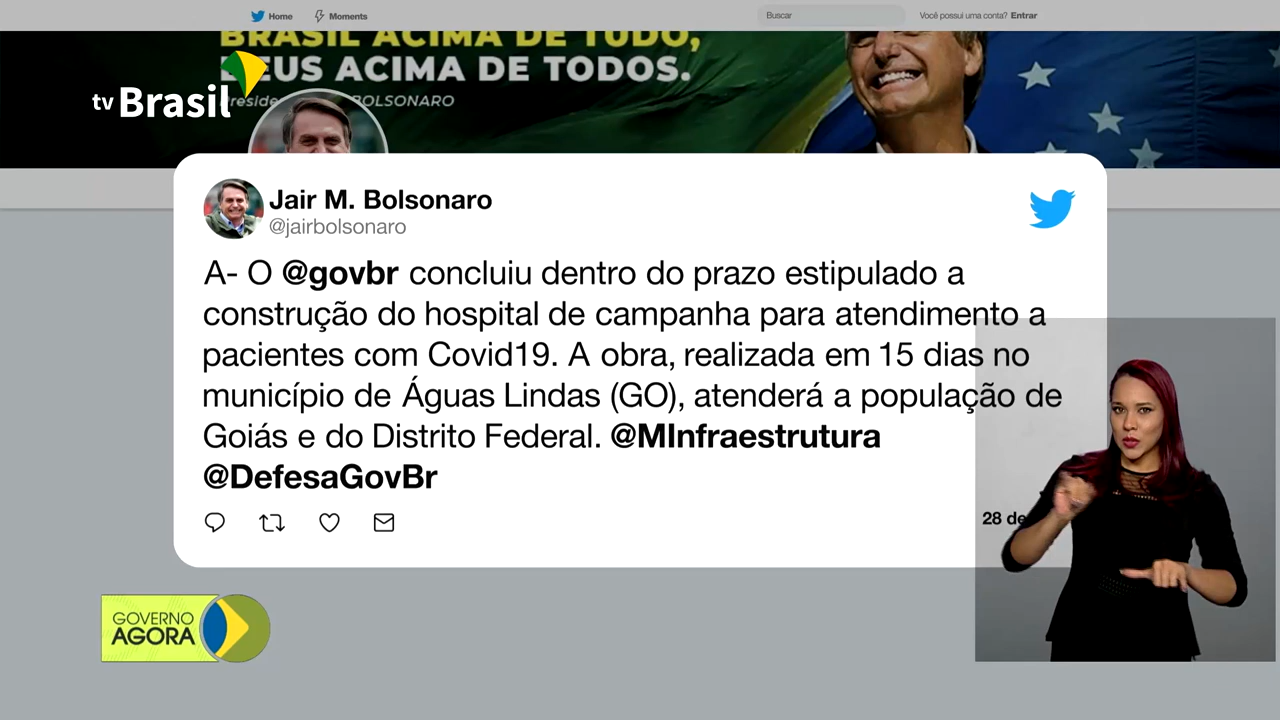 Home
Moments
Buscar
Você possui uma conta? Entrar
BRASIL ACIMA DE TUDO,
DEUS ACIMA DE TODOS.
BOLSONARO
tv Brasil
Jair M. Bolsonaro
@jairbolsonaro
A- O @govbr concluiu dentro do prazo estipulado a
construção do hospital de campanha para atendimento a
pacientes com Covid19. A obra, realizada em 15 dias no
município de Águas Lindas (GO), atenderá a população de
Goiás e do Distrito Federal. @MInfraestrutura
@DefesaGovBr
28 de
GOVERNO
AGORA